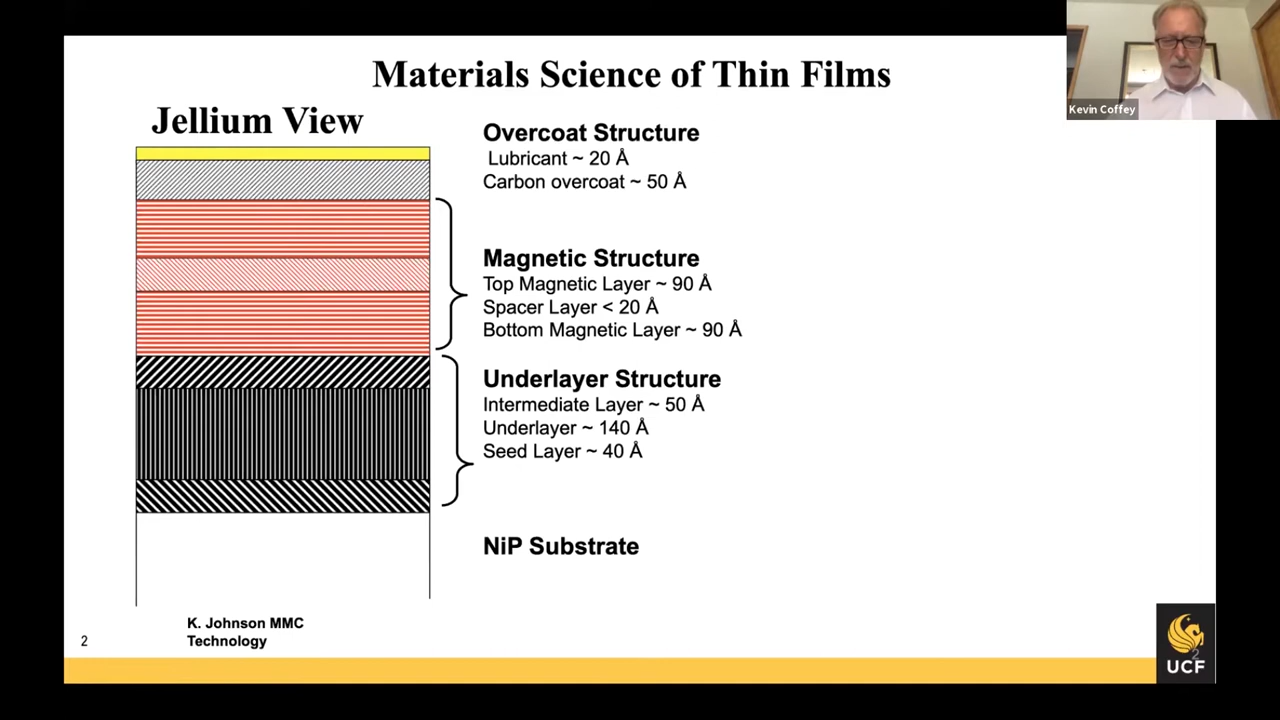 Materials Science of Thin Films
Kevin Coffey
Jellium View
Overcoat Structure
Lubricant ~ 20 Å
Carbon overcoat ~ 50 Å
Magnetic Structure
Top Magnetic Layer ~ 90 Å
Spacer Layer < 20 Å
Bottom Magnetic Layer ~ 90 Å
Underlayer Structure
Intermediate Layer ~ 50 Å
Underlayer ~ 140 Å
Seed Layer ~ 40 Å
NiP Substrate
K. Johnson MMC
Technology
2
2
UCF